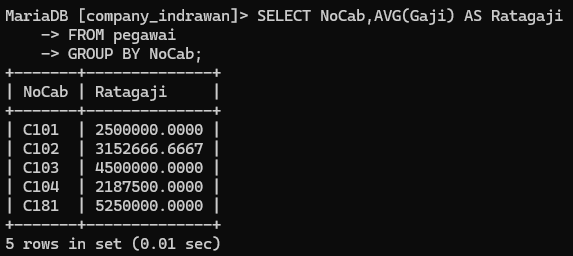 MariaDB [company_indrawan]> SELECT NoCab,AVG(Gaji) AS Ratagaji
    -> FROM pegawai
    -> GROUP BY NoCab;
+-------+--------------+
| NoCab | Ratagaji     |
+-------+--------------+
| C101  | 2500000.0000 |
| C102  | 3152666.6667 |
| C103  | 4500000.0000 |
| C104  | 2187500.0000 |
| C181  | 5250000.0000 |
+-------+--------------+
5 rows in set (0.01 sec)